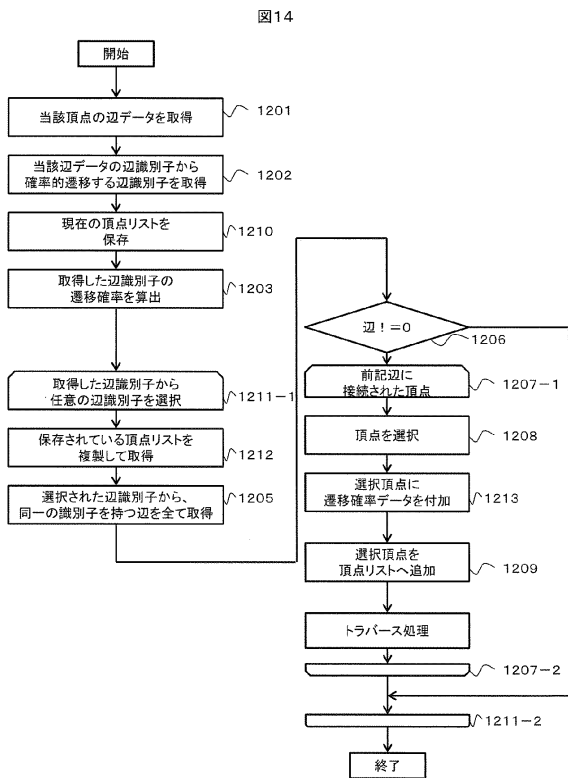 図14
開始
当該頂点の辺データを取得
1201
当該辺データの辺識別子から
確率的遷移する辺識別子を取得
1202
現在の頂点リストを
保存
1210
取得した辺識別子の
遷移確率を算出
1203
取得した辺識別子から
任意の辺識別子を選択
1211-1
保存されている頂点リストを
複製して取得
1212
選択された辺識別子から、
同一の識別子を持つ辺を全て取得
1205
辺!=0
1206
前記辺に
接続された頂点
1207-1
頂点を選択
1208
選択頂点に
遷移確率データを付加
1213
選択頂点を
頂点リストへ追加
1209
トラバース処理
1207-2
1211-2
終了